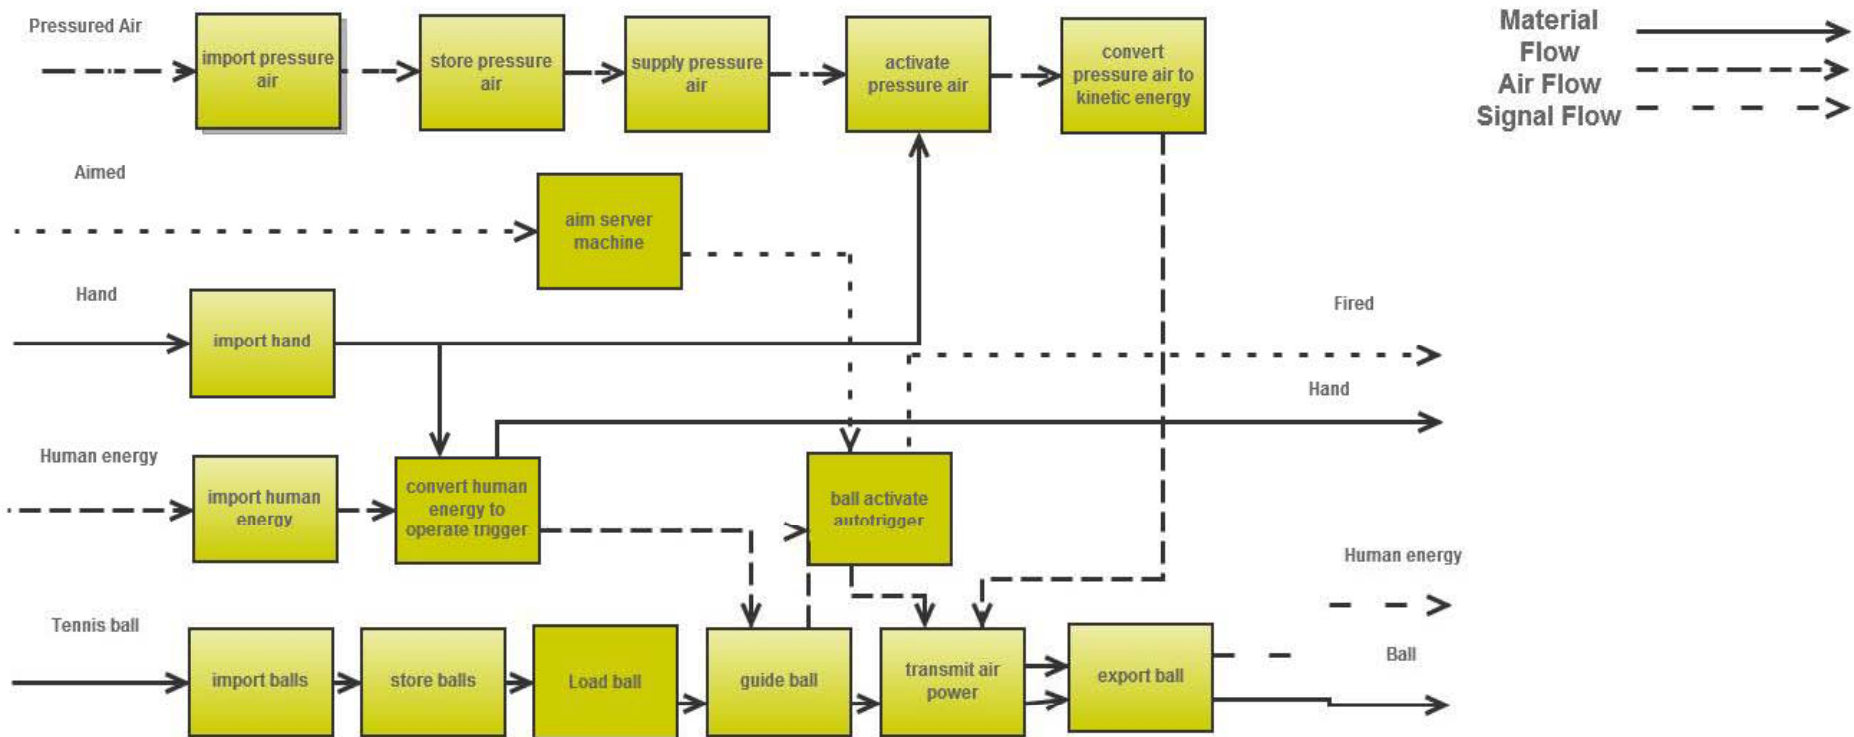 Pressured Air
import pressure
air
store pressure
air
supply pressure
air
activate
pressure air
convert
pressure air to
kinetic energy
Material
Flow
Air Flow
Signal Flow
Aimed
aim server
machine
Hand
import hand
Fired
Hand
Human energy
import human
energy
convert human
energy to
operate trigger
ball activate
autotrigger
Human energy
Tennis ball
import balls
store balls
Load ball
guide ball
transmit air
power
export ball
Ball